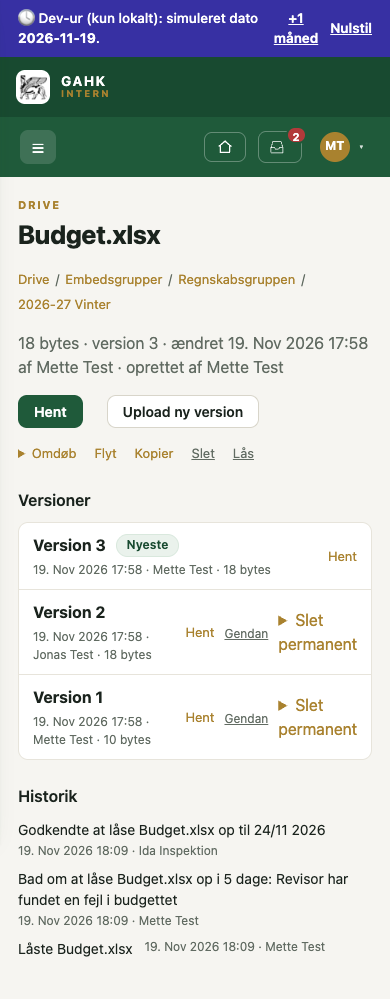 Dev-ur (kun lokalt): simuleret dato
2026-11-19.
+1
måned
Nulstil
GAHK
INTERN
2
MT
DRIVE
Budget.xlsx
Drive / Embedsgrupper / Regnskabsgruppen /
2026-27 Vinter
18 bytes · version 3 · ændret 19. Nov 2026 17:58
af Mette Test · oprettet af Mette Test
Hent
Upload ny version
Omdøb Flyt Kopier Slet Lås
Versioner
Version 3 Nyeste
19. Nov 2026 17:58 · Mette Test · 18 bytes
Hent
Version 2
19. Nov 2026 17:58 ·
Jonas Test · 18 bytes
Hent Gendan
Slet
permanent
Version 1
19. Nov 2026 17:58 ·
Mette Test · 10 bytes
Hent Gendan
Slet
permanent
Historik
Godkendte at låse Budget.xlsx op til 24/11 2026
19. Nov 2026 18:09 · Ida Inspektion
Bad om at låse Budget.xlsx op i 5 dage: Revisor har
fundet en fejl i budgettet
19. Nov 2026 18:09 · Mette Test
Låste Budget.xlsx 19. Nov 2026 18:09 · Mette Test